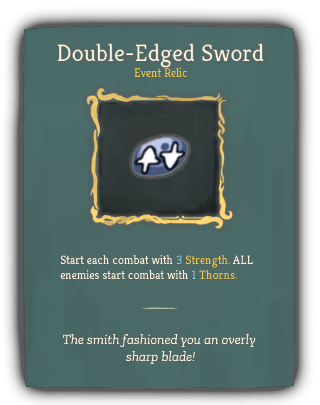 Double-Edged Sword
Event Relic
Start each combat with 3 Strength. ALL
enemies start combat with 1 Thorns.
The smith fashioned you an overly
sharp blade!